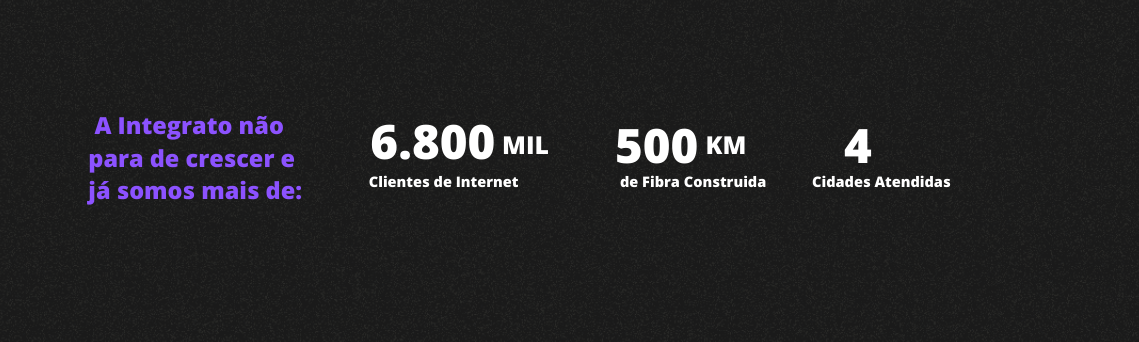 A Integrato não
para de crescer e
já somos mais de:
6.800 MIL
Clientes de Internet
500 KM
de Fibra Construida
4
Cidades Atendidas